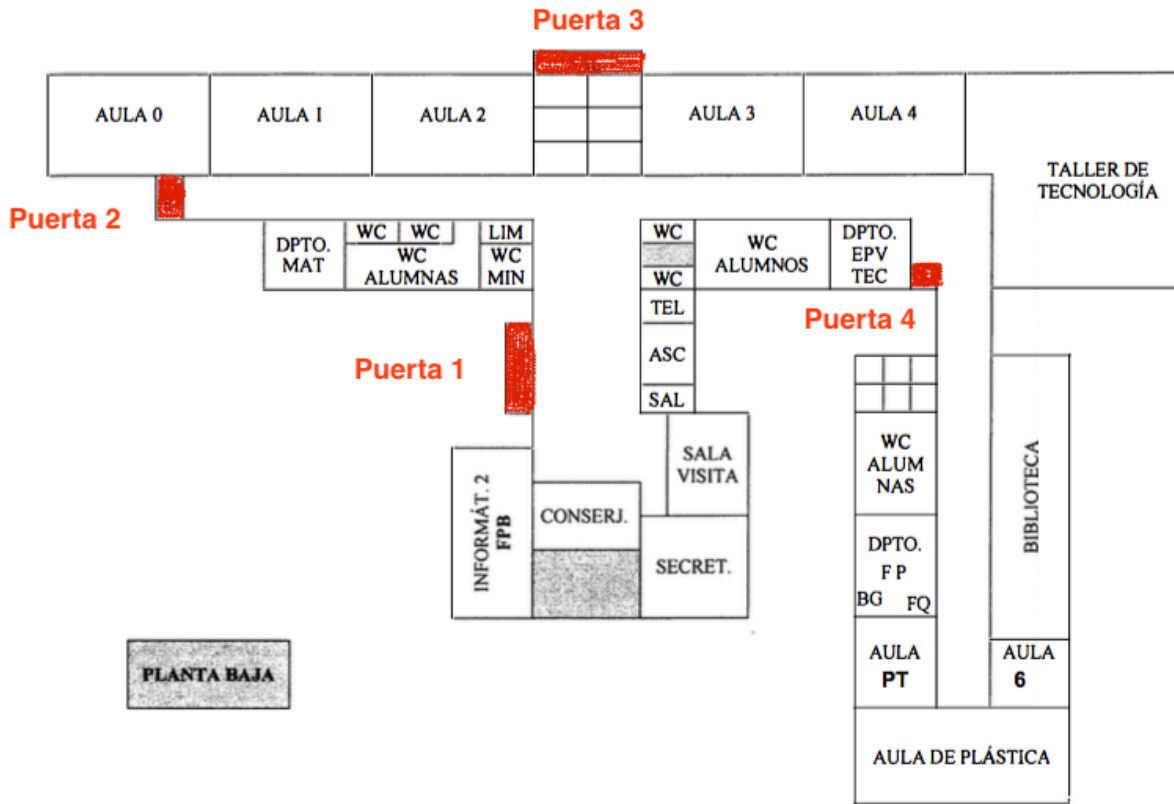 Puerta 3
AULA 0
AULA 1
AULA 2
AULA 3
AULA 4
TALLER DE
TECNOLOGÍA
Puerta 2
DPTO.
MAT
WC
WC
WC
ALUMNAS
LIM
WC
MIN
WC
WC
WC
ALUMNOS
DPTO.
EPV
TEC
TEL
Puerta 4
Puerta 1
ASC
SAL
SALA
VISITA
INFORMÁT. 2
FPB
CONSERJ.
SECRET.
WC
ALUM
NAS
BIBLIOTECA
DPTO.
F P
BG
FQ
PLANTA BAJA
AULA
PT
AULA
6
AULA DE PLÁSTICA